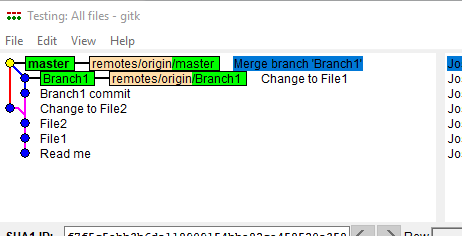 Testing: All files - gitk
File Edit View Help
master remotes/origin/master Merge branch 'Branch1' Jo
Branch1 remotes/origin/Branch1 Change to File1 Jo
Branch1 commit Jo
Change to File2 Jo
File2 Jo
File1 Jo
Read me Jo
SHA1 ID: Row